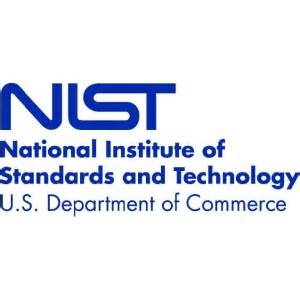 NIST
National Institute of
Standards and Technology
U.S. Department of Commerce